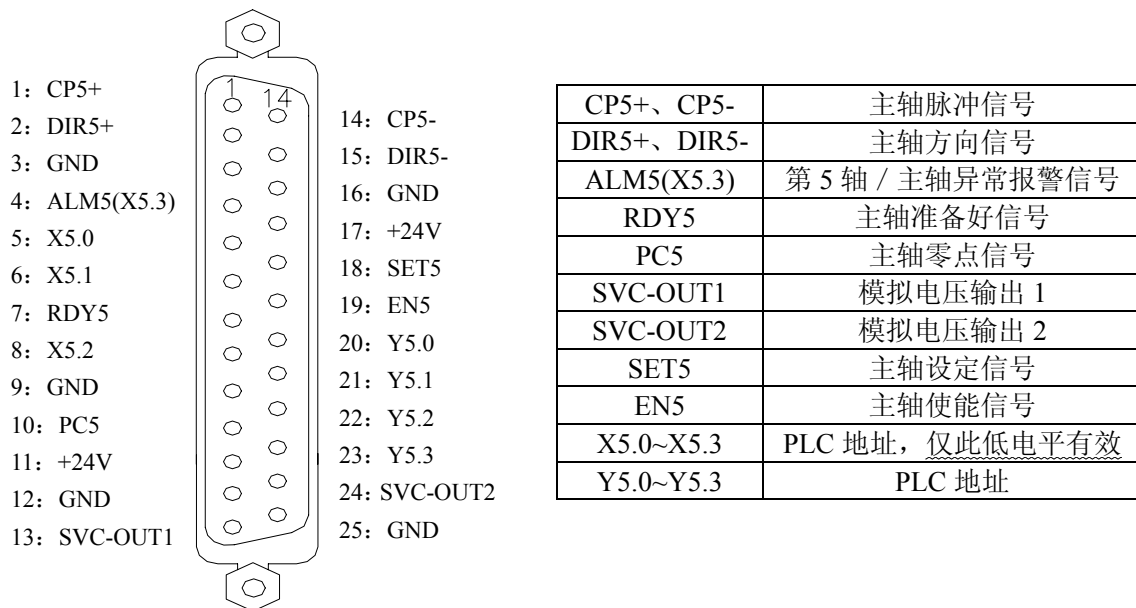 1：CP5+
2：DIR5+
3：GND
4：ALM5(X5.3)
5：X5.0
6：X5.1
7：RDY5
8：X5.2
9：GND
10：PC5
11：+24V
12：GND
13：SVC-OUT1
1
14
14：CP5-
15：DIR5-
16：GND
17：+24V
18：SET5
19：EN5
20：Y5.0
21：Y5.1
22：Y5.2
23：Y5.3
24：SVC-OUT2
25：GND
CP5+、CP5- 主轴脉冲信号
DIR5+、DIR5- 主轴方向信号
ALM5(X5.3) 第 5 轴／主轴异常报警信号
RDY5 主轴准备好信号
PC5 主轴零点信号
SVC-OUT1 模拟电压输出 1
SVC-OUT2 模拟电压输出 2
SET5 主轴设定信号
EN5 主轴使能信号
X5.0~X5.3 PLC 地址，仅此低电平有效
Y5.0~Y5.3 PLC 地址